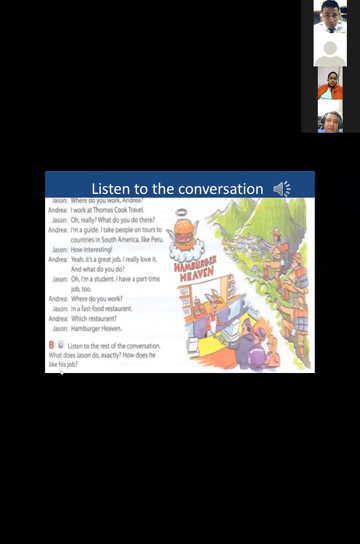 Listen to the conversation
Jason: Where do you work, Andrea?
Andrea: I work at Thomas Cook Travel.
Jason: Oh, really? What do you do there?
Andrea: I'm a guide. I take people on tours to
countries in South America, like Peru.
Jason: How interesting!
Andrea: Yeah, it's a great job. I really love it.
And what do you do?
Jason: Oh, I'm a student. I have a part-time
job, too.
Andrea: Where do you work?
Jason: In a fast-food restaurant.
Andrea: Which restaurant?
Jason: Hamburger Heaven.
B Listen to the rest of the conversation.
What does Jason do, exactly? How does he
like his job?
HAMBURGER
HEAVEN